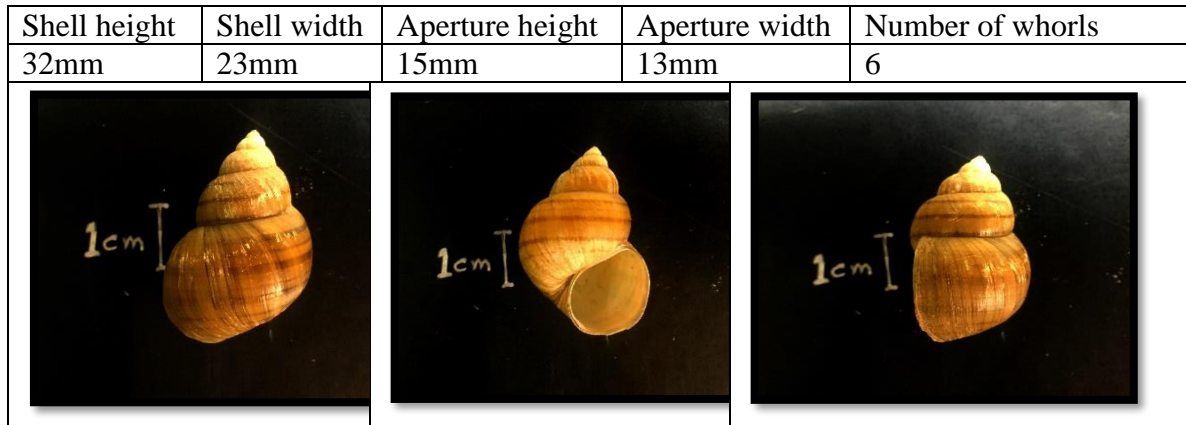 Shell height Shell width Aperture height Aperture width Number of whorls
32mm 23mm 15mm 13mm 6
1cm 1cm 1cm